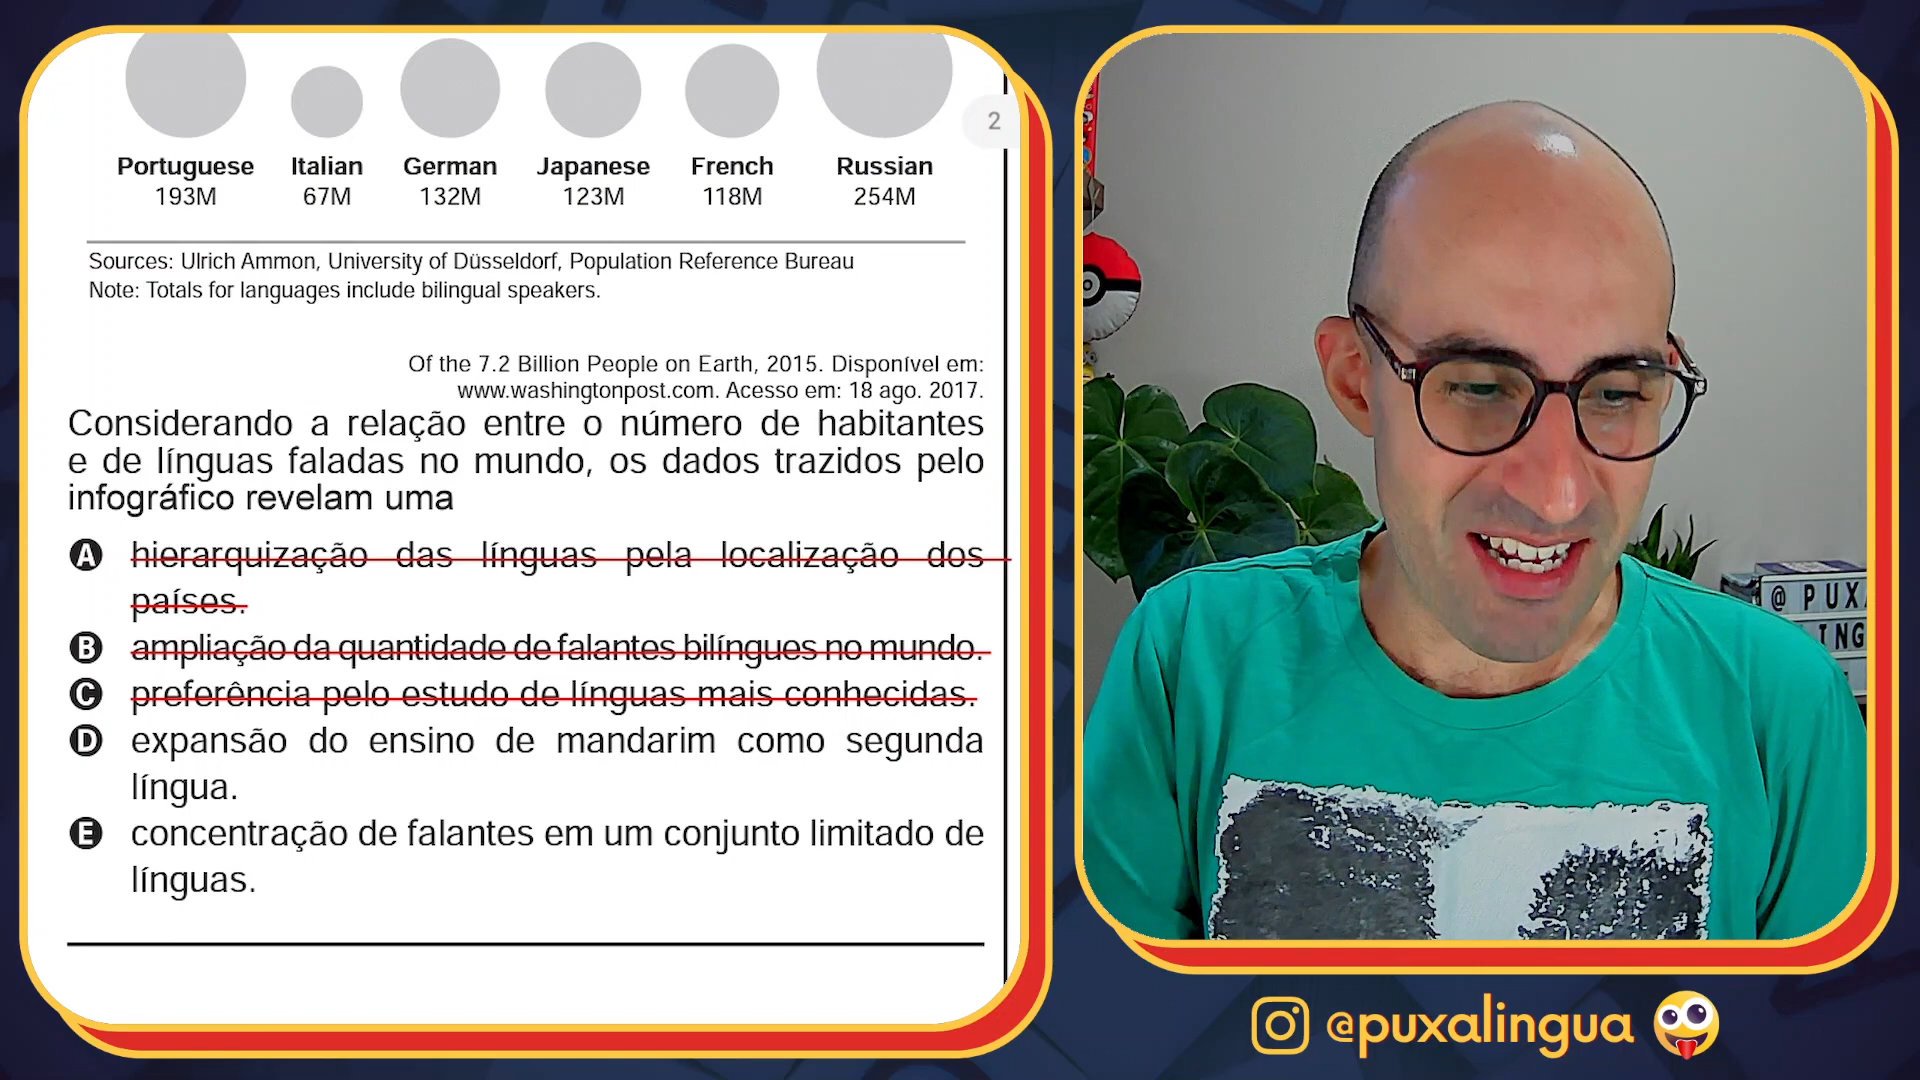 Portuguese Italian German Japanese French Russian
193M 67M 132M 123M 118M 254M
2
Sources: Ulrich Ammon, University of Düsseldorf, Population Reference Bureau
Note: Totals for languages include bilingual speakers.
Of the 7.2 Billion People on Earth, 2015. Disponível em:
www.washingtonpost.com. Acesso em: 18 ago. 2017.
Considerando a relação entre o número de habitantes
e de línguas faladas no mundo, os dados trazidos pelo
infográfico revelam uma
A hierarquização das línguas pela localização dos
países.
B ampliação da quantidade de falantes bilíngues no mundo.
C preferência pelo estudo de línguas mais conhecidas.
D expansão do ensino de mandarim como segunda
língua.
E concentração de falantes em um conjunto limitado de
línguas.
@ PUX
ING
@puxalingua